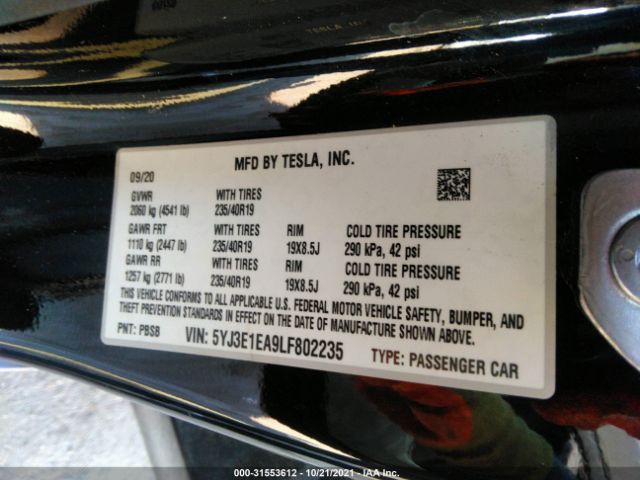 MFD BY TESLA, INC.
09/20
GVWR WITH TIRES
2060 kg (4541 lb) 235/40R19
GAWR FRT WITH TIRES RIM COLD TIRE PRESSURE
1110 kg (2447 lb) 235/40R19 19X8.5J 290 kPa, 42 psi
GAWR RR WITH TIRES RIM COLD TIRE PRESSURE
1257 kg (2771 lb) 235/40R19 19X8.5J 290 kPa, 42 psi
THIS VEHICLE CONFORMS TO ALL APPLICABLE U.S. FEDERAL MOTOR VEHICLE SAFETY, BUMPER, AND
THEFT PREVENTION STANDARDS IN EFFECT ON THE DATE OF MANUFACTURE SHOWN ABOVE.
PNT: PBSB VIN: 5YJ3E1EA9LF802235 TYPE: PASSENGER CAR
000-31553612 - 10/21/2021 - IAA Inc.